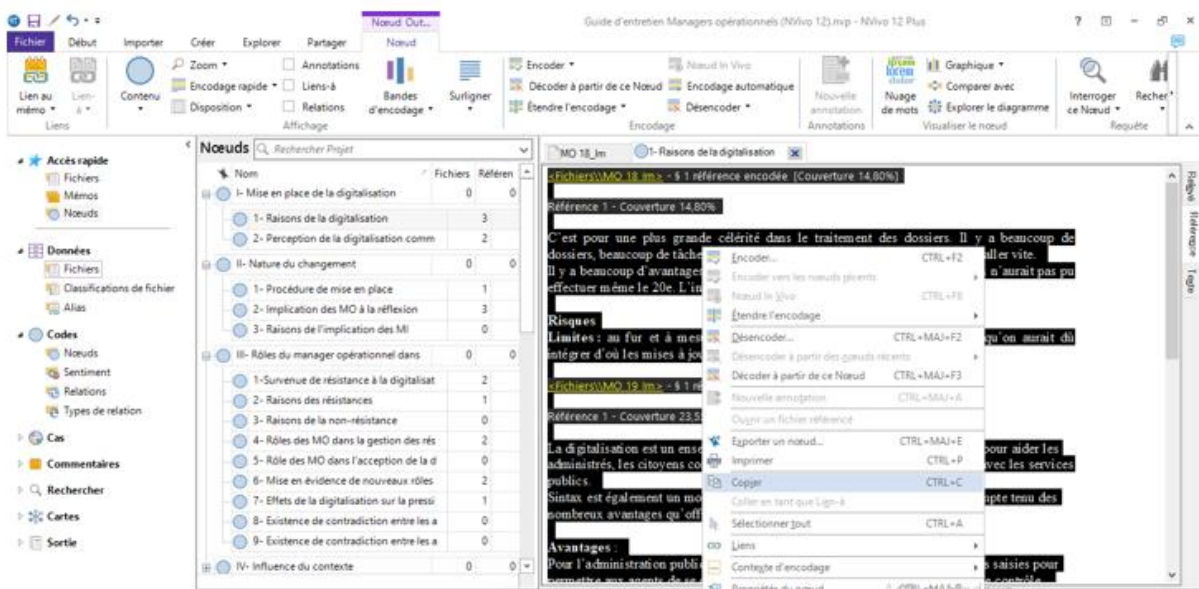 Nœud Out...
Guide d'entretien Managers opérationnels (NVivo 12).nvp - NVivo 12 Plus
Fichier Début Importer Créer Explorer Partager Nœud
Lien au mémo
Lien-à
Liens
Contenu
Zoom
Encodage rapide
Disposition
Annotations
Liens-à
Relations
Affichage
Bandes d'encodage
Surligner
Encoder
Nœud In Vivo
Décoder à partir de ce Nœud
Encodage automatique
Étendre l'encodage
Désencoder
Encodage
Nouvelle annotation
Annotations
Nuage de mots
Graphique
Comparer avec
Explorer le diagramme
Visualiser le nœud
Interroger ce Nœud
Recher
Requête
Accès rapide
Fichiers
Mémos
Nœuds
Données
Fichiers
Classifications de fichier
Alias
Codes
Nœuds
Sentiment
Relations
Types de relation
Cas
Commentaires
Rechercher
Cartes
Sortie
Nœuds Rechercher Projet
Nom Fichiers Référen
I- Mise en place de la digitalisation 0 0
1- Raisons de la digitalisation 3
2- Perception de la digitalisation comm 2
II- Nature du changement 0 0
1- Procédure de mise en place 1
2- Implication des MO à la réflexion 3
3- Raisons de l'implication des MI 0
III- Rôles du manager opérationnel dans 0 0
1-Survenue de résistance à la digitalisat 2
2- Raisons des résistances 1
3- Raisons de la non-résistance 0
4- Rôles des MO dans la gestion des rés 2
5- Rôle des MO dans l'acception de la d 0
6- Mise en évidence de nouveaux rôles 2
7- Effets de la digitalisation sur la pressi 1
8- Existence de contradiction entre les a 0
9- Existence de contradiction entre les a 0
IV- Influence du contexte 0 0
MO 18_Im
1- Raisons de la digitalisation
<Fichiers\\MO 18_Im> - § 1 référence encodée [Couverture 14,80%]
Référence 1 - Couverture 14,80%
C'est pour une plus grande célérité dans le traitement des dossiers. Il y a beaucoup de
dossiers, beaucoup de tâche aller vite.
Il y a beaucoup d'avantages n'aurait pas pu
effectuer même le 20e. L'in
Risques
Limites : au fur et à mes qu'on aurait dû
intégrer d'où les mises à jou
<Fichiers\\MO 19_Im> - § 1 ré
Référence 1 - Couverture 23,5
La digitalisation est un ense pour aider les
administrés, les citoyens co avec les services
publics.
Sintax est également un mo pte tenu des
nombreux avantages qu'off
Avantages :
Pour l'administration publi s saisies pour
permettre aux agents de se contrôle
Encoder... CTRL+F2
Encoder vers les nœuds récents
Nœud In Vivo CTRL+F8
Étendre l'encodage
Désencoder... CTRL+MAJ+F2
Désencoder à partir des nœuds récents
Décoder à partir de ce Nœud CTRL+MAJ+F3
Nouvelle annotation CTRL+MAJ+A
Ouvrir un fichier référencé
Exporter un nœud... CTRL+MAJ+E
Imprimer CTRL+P
Copier CTRL+C
Coller en tant que Lien-à
Sélectionner tout CTRL+A
Liens
Contexte d'encodage
Propriétés du nœud
Relevé
Référence
Texte